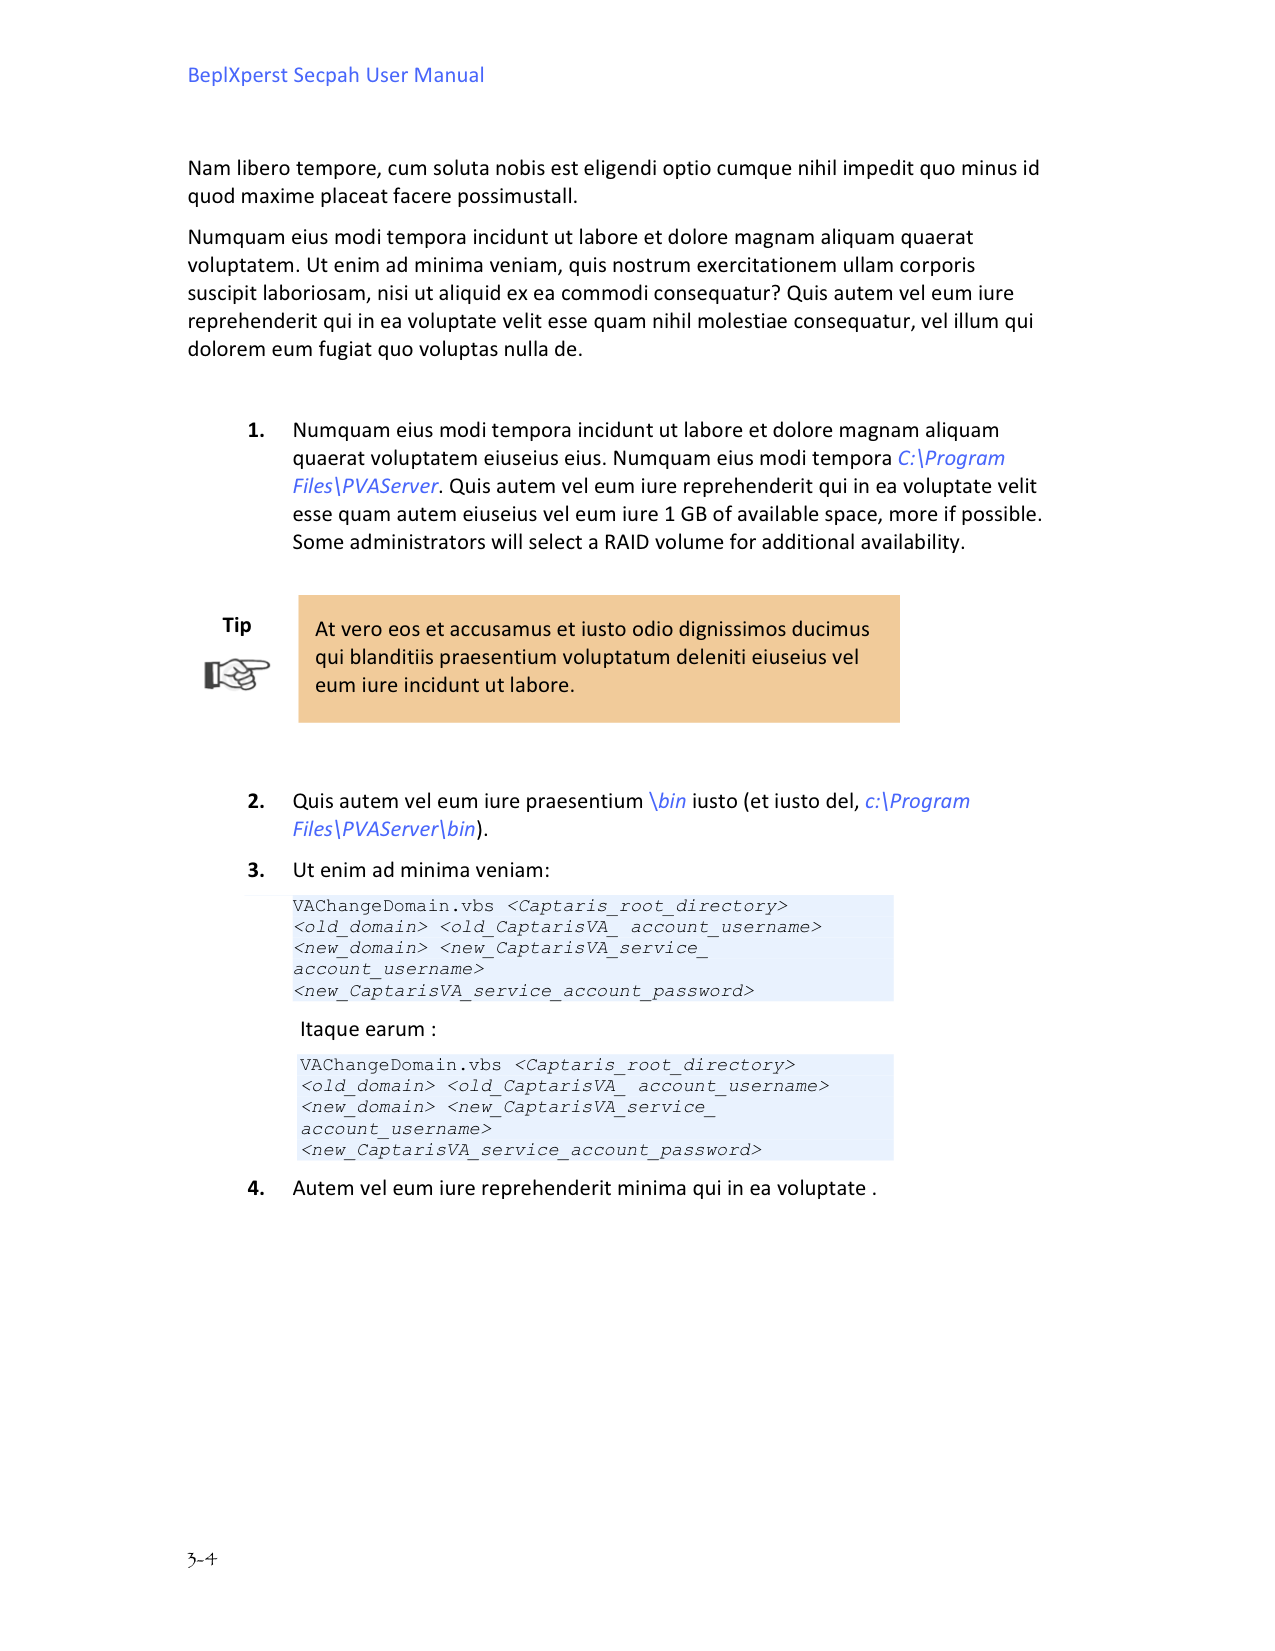 BeplXperst Secpah User Manual
Nam libero tempore, cum soluta nobis est eligendi optio cumque nihil impedit quo minus id
quod maxime placeat facere possimustall.
Numquam eius modi tempora incidunt ut labore et dolore magnam aliquam quaerat
voluptatem. Ut enim ad minima veniam, quis nostrum exercitationem ullam corporis
suscipit laboriosam, nisi ut aliquid ex ea commodi consequatur? Quis autem vel eum iure
reprehenderit qui in ea voluptate velit esse quam nihil molestiae consequatur, vel illum qui
dolorem eum fugiat quo voluptas nulla de.
1. Numquam eius modi tempora incidunt ut labore et dolore magnam aliquam
quaerat voluptatem eiuseius eius. Numquam eius modi tempora C:\Program
Files\PVAServer. Quis autem vel eum iure reprehenderit qui in ea voluptate velit
esse quam autem eiuseius vel eum iure 1 GB of available space, more if possible.
Some administrators will select a RAID volume for additional availability.
Tip
At vero eos et accusamus et iusto odio dignissimos ducimus
qui blanditiis praesentium voluptatum deleniti eiuseius vel
eum iure incidunt ut labore.
2. Quis autem vel eum iure praesentium \bin iusto (et iusto del, c:\Program
Files\PVAServer\bin).
3. Ut enim ad minima veniam:
VAChangeDomain.vbs <Captaris_root_directory>
<old_domain> <old_CaptarisVA_ account_username>
<new_domain> <new_CaptarisVA_service_
account_username>
<new_CaptarisVA_service_account_password>
Itaque earum :
VAChangeDomain.vbs <Captaris_root_directory>
<old_domain> <old_CaptarisVA_ account_username>
<new_domain> <new_CaptarisVA_service_
account_username>
<new_CaptarisVA_service_account_password>
4. Autem vel eum iure reprehenderit minima qui in ea voluptate .
3-4